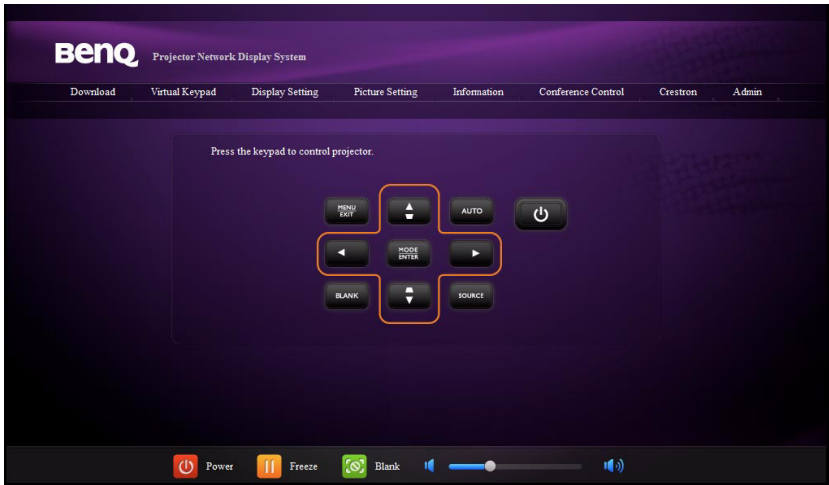 BenQ Projector Network Display System
Download Virtual Keypad Display Setting Picture Setting Information Conference Control Crestron Admin
Press the keypad to control projector.
MENU
EXIT
AUTO
MODE
ENTER
BLANK
SOURCE
Power Freeze Blank